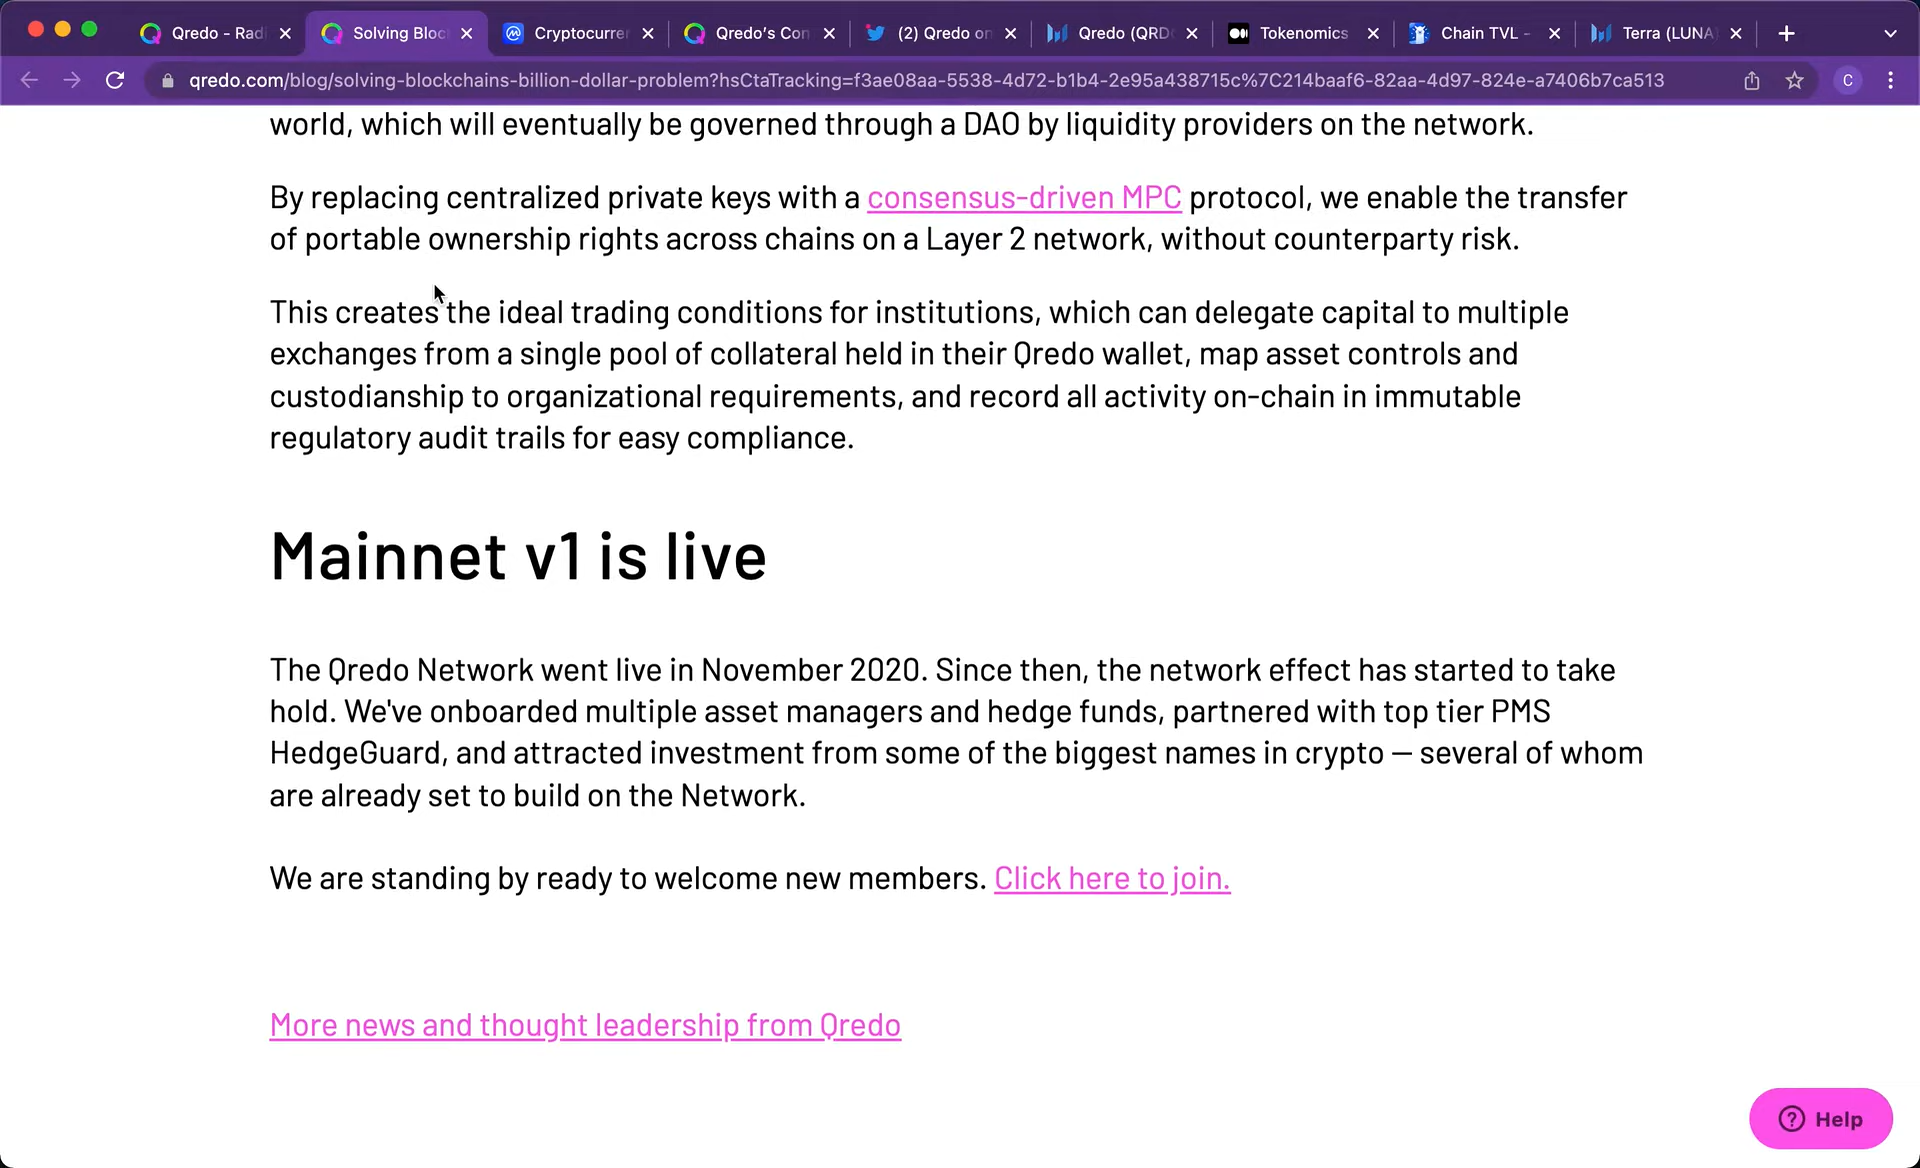 Qredo - Rad
Solving Bloc
Cryptocurre
Qredo's Con
(2) Qredo on
Qredo (QRD
Tokenomics
Chain TVL -
Terra (LUNA
qredo.com/blog/solving-blockchains-billion-dollar-problem?hsCtaTracking=f3ae08aa-5538-4d72-b1b4-2e95a438715c%7C214baaf6-82aa-4d97-824e-a7406b7ca513
C
world, which will eventually be governed through a DAO by liquidity providers on the network.
By replacing centralized private keys with a consensus-driven MPC protocol, we enable the transfer
of portable ownership rights across chains on a Layer 2 network, without counterparty risk.
This creates the ideal trading conditions for institutions, which can delegate capital to multiple
exchanges from a single pool of collateral held in their Qredo wallet, map asset controls and
custodianship to organizational requirements, and record all activity on-chain in immutable
regulatory audit trails for easy compliance.
Mainnet v1 is live
The Qredo Network went live in November 2020. Since then, the network effect has started to take
hold. We've onboarded multiple asset managers and hedge funds, partnered with top tier PMS
HedgeGuard, and attracted investment from some of the biggest names in crypto — several of whom
are already set to build on the Network.
We are standing by ready to welcome new members. Click here to join.
More news and thought leadership from Qredo
Help